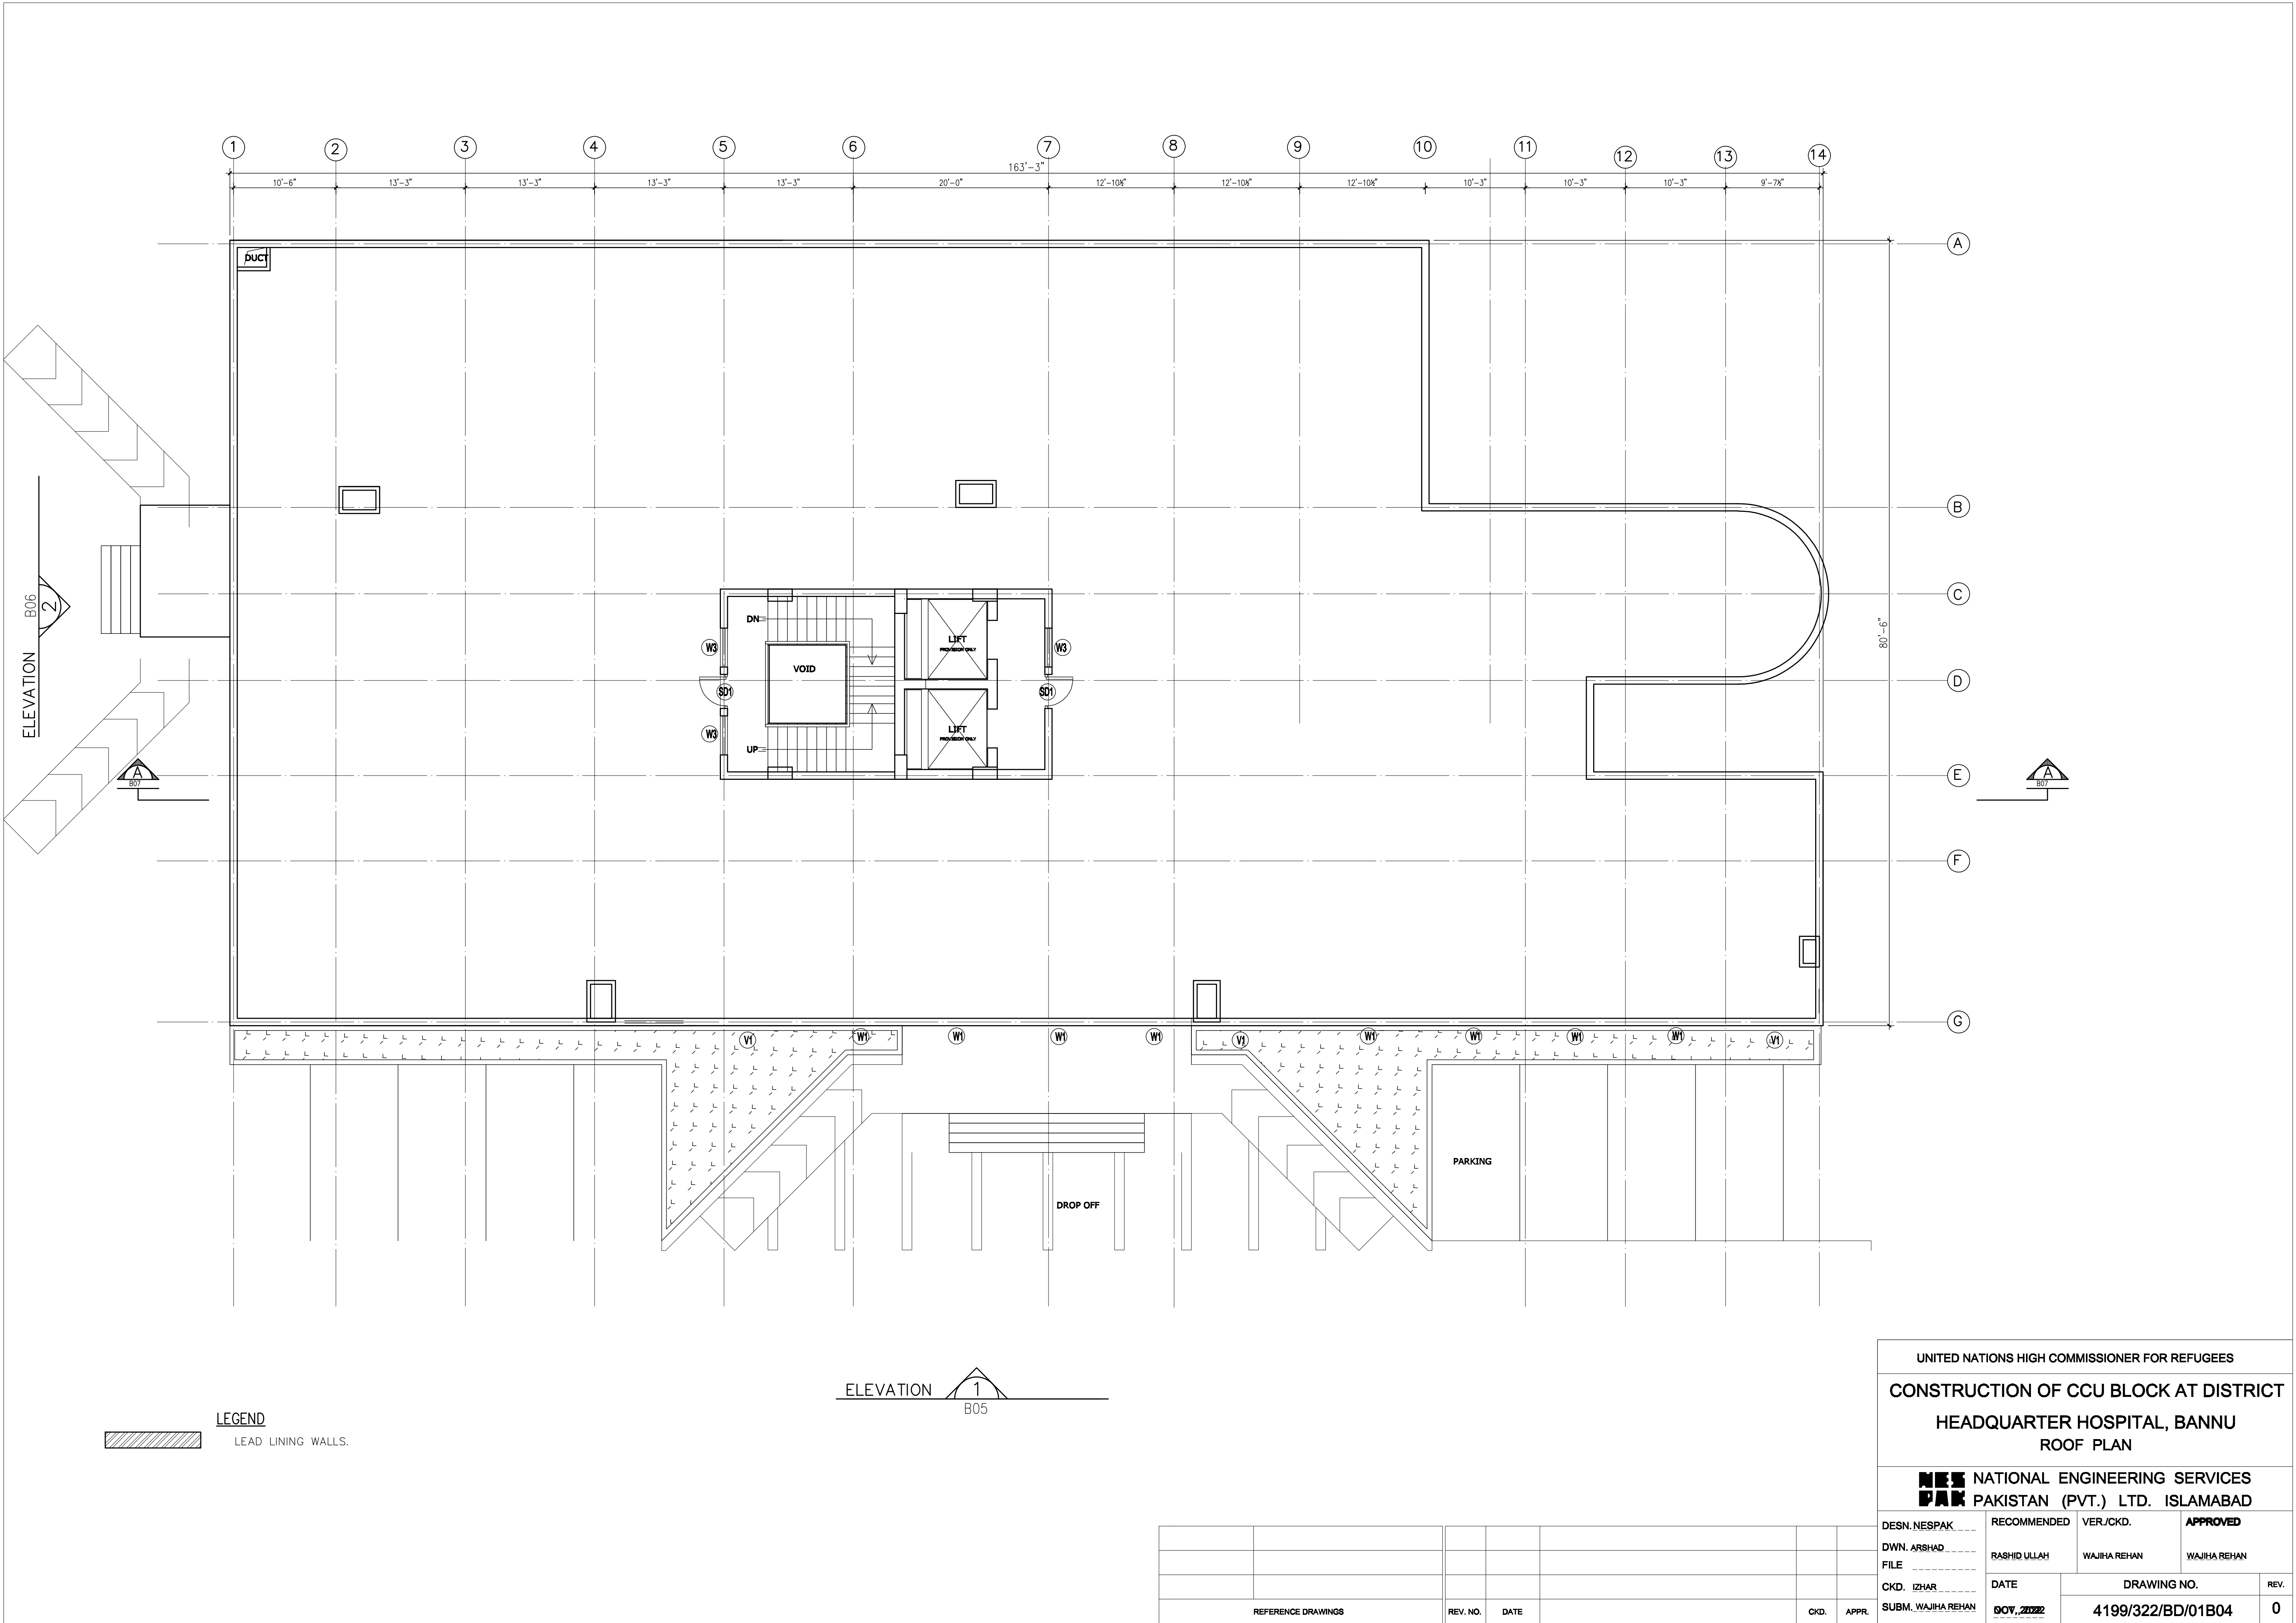 1
2
3
4
5
6
7
8
9
10
11
12
13
14
163'-3"
10'-6"
13'-3"
13'-3"
13'-3"
13'-3"
20'-0"
12'-10½"
12'-10½"
12'-10½"
10'-3"
10'-3"
10'-3"
9'-7½"
A
B
C
D
E
F
G
80'-6"
DUCT
ELEVATION
2
B06
A
B07
A
B07
DN
UP
VOID
LIFT
PROVISION ONLY
LIFT
PROVISION ONLY
W3
W3
W3
SD1
SD1
V1
W1
W1
W1
W1
V1
W1
W1
W1
W1
V1
DROP OFF
PARKING
ELEVATION
1
B05
LEGEND
LEAD LINING WALLS.
UNITED NATIONS HIGH COMMISSIONER FOR REFUGEES
CONSTRUCTION OF CCU BLOCK AT DISTRICT
HEADQUARTER HOSPITAL, BANNU
ROOF PLAN
NES
PAK
NATIONAL ENGINEERING SERVICES
PAKISTAN (PVT.) LTD. ISLAMABAD
DESN. NESPAK
DWN. ARSHAD
FILE
CKD. IZHAR
SUBM. WAJIHA REHAN
RECOMMENDED
RASHID ULLAH
VER./CKD.
WAJIHA REHAN
APPROVED
WAJIHA REHAN
DATE
DRAWING NO.
4199/322/BD/01B04
REV.
0
REFERENCE DRAWINGS
REV. NO.
DATE
CKD.
APPR.